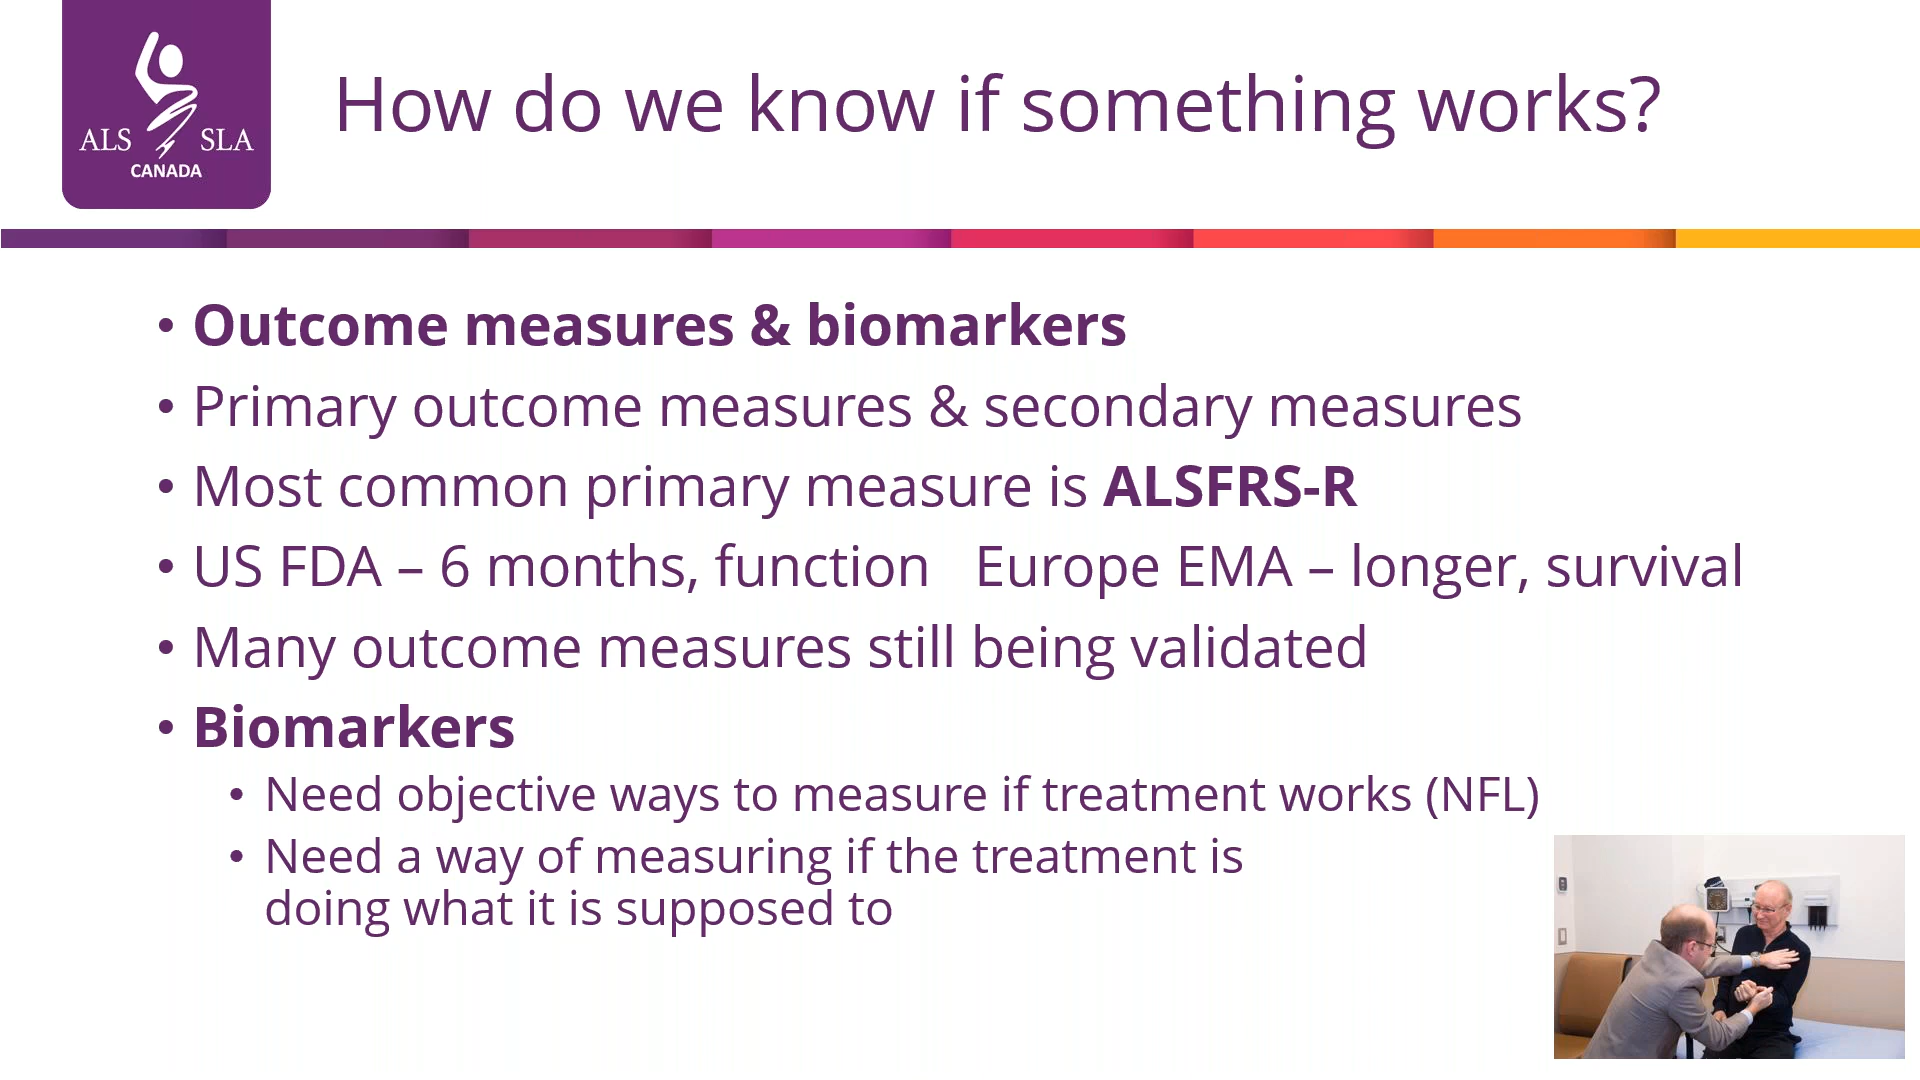 ALS SLA
CANADA
How do we know if something works?
• Outcome measures & biomarkers
• Primary outcome measures & secondary measures
• Most common primary measure is ALSFRS-R
• US FDA – 6 months, function   Europe EMA – longer, survival
• Many outcome measures still being validated
• Biomarkers
• Need objective ways to measure if treatment works (NFL)
• Need a way of measuring if the treatment is
doing what it is supposed to